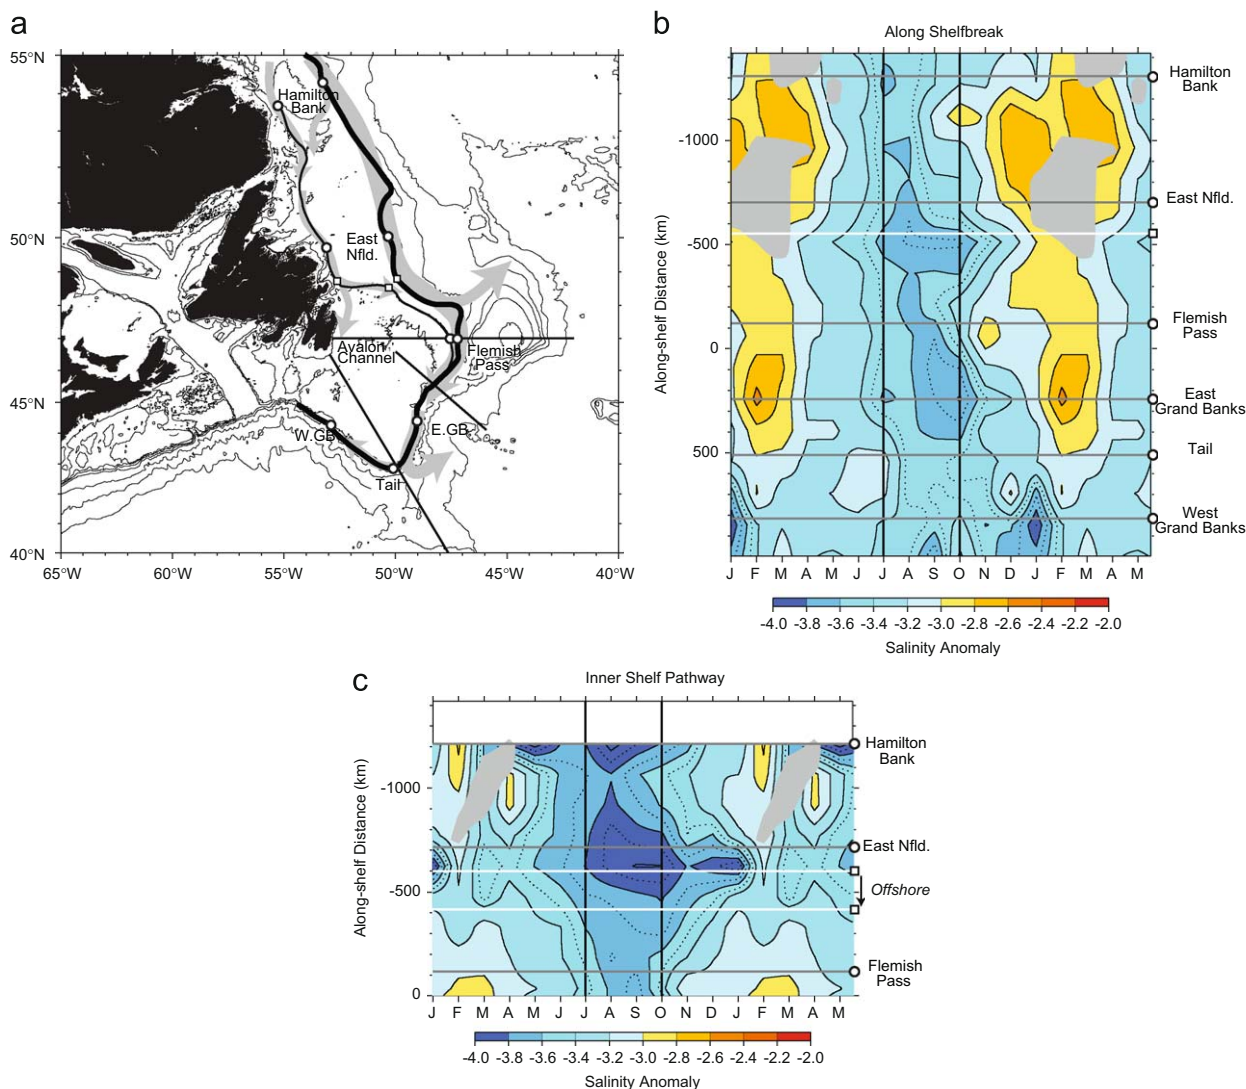 a
55°N
50°N
45°N
40°N
65°W
60°W
55°W
50°W
45°W
40°W
Hamilton
Bank
East
Nfld.
Avalon
Channel
Flemish
Pass
W.GB
E.GB
Tail
b
Along Shelfbreak
Along-shelf Distance (km)
-1000
-500
0
500
Hamilton
Bank
East Nfld.
Flemish
Pass
East
Grand Banks
Tail
West
Grand Banks
J F M A M J J A S O N D J F M A M
-4.0 -3.8 -3.6 -3.4 -3.2 -3.0 -2.8 -2.6 -2.4 -2.2 -2.0
Salinity Anomaly
c
Inner Shelf Pathway
Along-shelf Distance (km)
-1000
-500
0
Hamilton
Bank
East Nfld.
Offshore
Flemish
Pass
J F M A M J J A S O N D J F M A M
-4.0 -3.8 -3.6 -3.4 -3.2 -3.0 -2.8 -2.6 -2.4 -2.2 -2.0
Salinity Anomaly